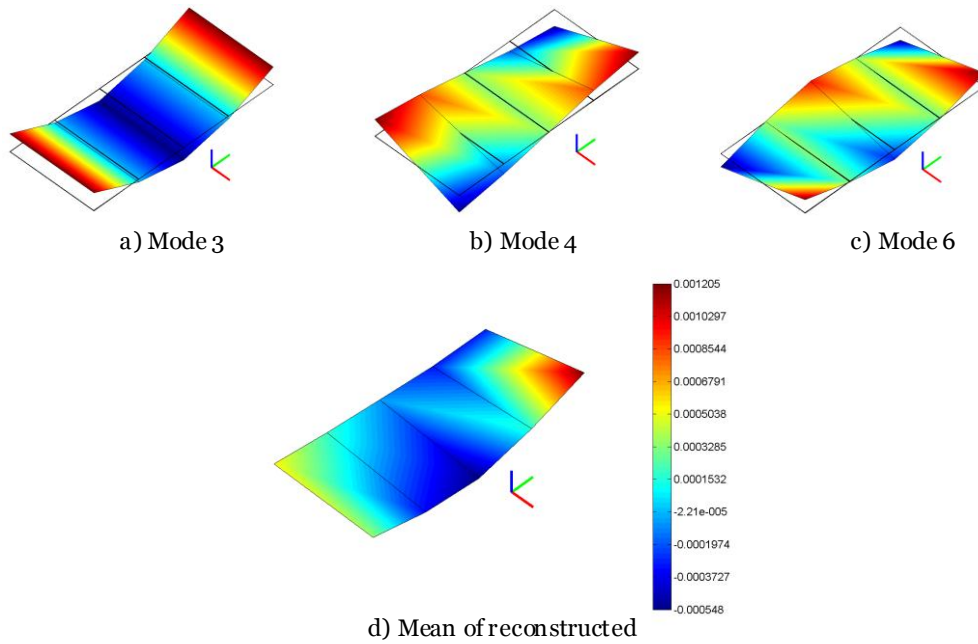 a) Mode 3
b) Mode 4
c) Mode 6
0.001205
0.0010297
0.0008544
0.0006791
0.0005038
0.0003285
0.0001532
-2.21e-005
-0.0001974
-0.0003727
-0.000548
d) Mean of reconstructed